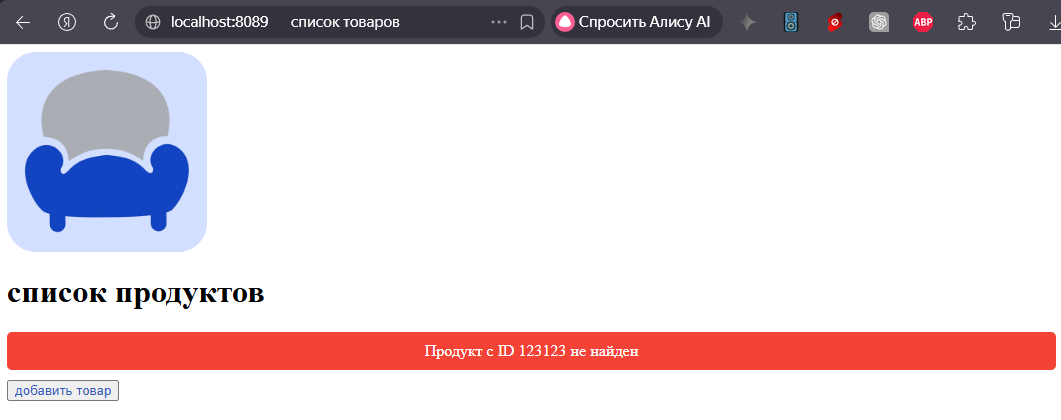 localhost:8089 список товаров ... Спросить Алису AI ABP
список продуктов
Продукт с ID 123123 не найден
добавить товар